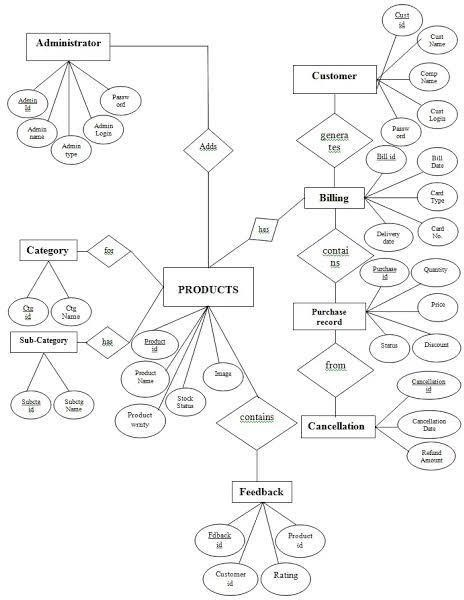 Cust
id
Administrator
Cust
Name
Customer
Comp
Name
Admin
Id
Passw
ord
Cust
Login
Admin
name
Admin
Login
Passw
ord
Admin
type
Adds
genera
tes
Bill id
Bill
Date
Billing
Card
Type
has
Delivery
date
Card
No.
Category
for
contai
ns
Purchase
id
Quantity
PRODUCTS
Ctg
id
Ctg
Name
Purchase
record
Price
Sub-Category
has
Product
id
Status
Discount
Product
Name
Image
from
Subctg
id
Subctg
Name
Stock
Status
Cancellation
id
Product
wrnty
contains
Cancellation
Cancellation
Date
Refund
Amount
Feedback
Fdback
id
Product
id
Customer
id
Rating